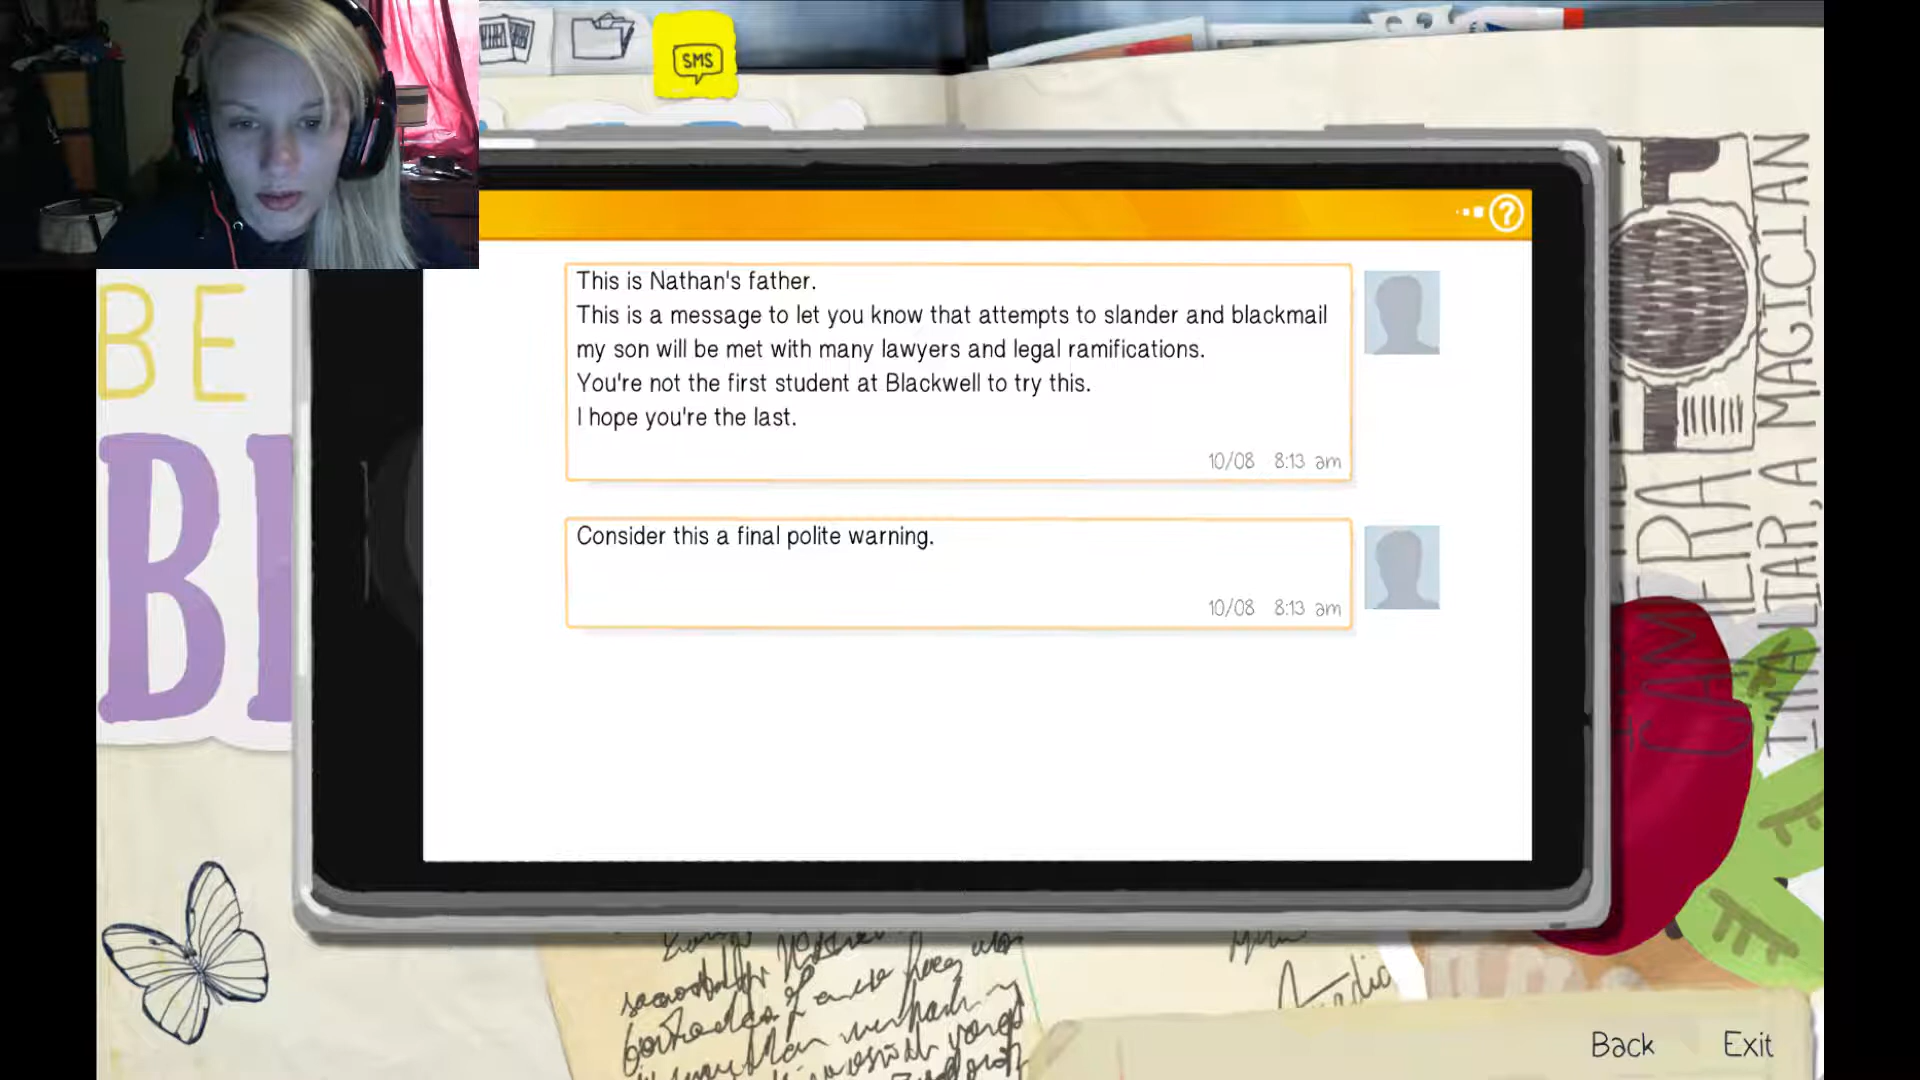 SMS
?
BE
This is Nathan's father.
This is a message to let you know that attempts to slander and blackmail
my son will be met with many lawyers and legal ramifications.
You're not the first student at Blackwell to try this.
I hope you're the last.
10/08 8:13 am
Consider this a final polite warning.
10/08 8:13 am
CAMERA
I'M A LIAR, A MAGICIAN
Back
Exit